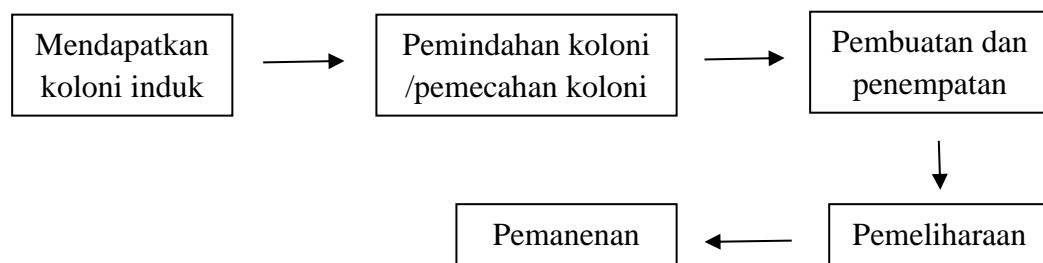 Mendapatkan
koloni induk
Pemindahan koloni
/pemecahan koloni
Pembuatan dan
penempatan
Pemeliharaan
Pemanenan